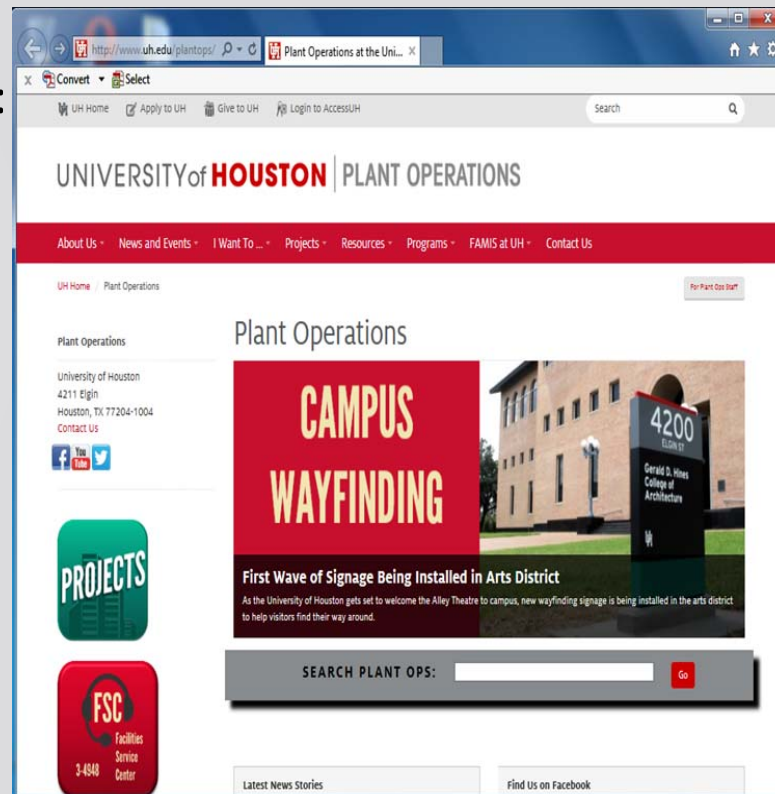 http://www.uh.edu/plantops/
Plant Operations at the Uni...
x Convert Select
UH Home Apply to UH Give to UH Login to AccessUH Search
UNIVERSITY of HOUSTON PLANT OPERATIONS
About Us News and Events I Want To ... Projects Resources Programs FAMIS at UH Contact Us
UH Home / Plant Operations
For Plant Ops Staff
Plant Operations
University of Houston
4211 Elgin
Houston, TX 77204-1004
Contact Us
You
Tube
PROJECTS
FSC
Facilities
Service
Center
3-4948
Plant Operations
CAMPUS
WAYFINDING
4200
ELGIN ST
Gerald D. Hines
College of
Architecture
First Wave of Signage Being Installed in Arts District
As the University of Houston gets set to welcome the Alley Theatre to campus, new wayfinding signage is being installed in the arts district
to help visitors find their way around.
SEARCH PLANT OPS: Go
Latest News Stories
Find Us on Facebook